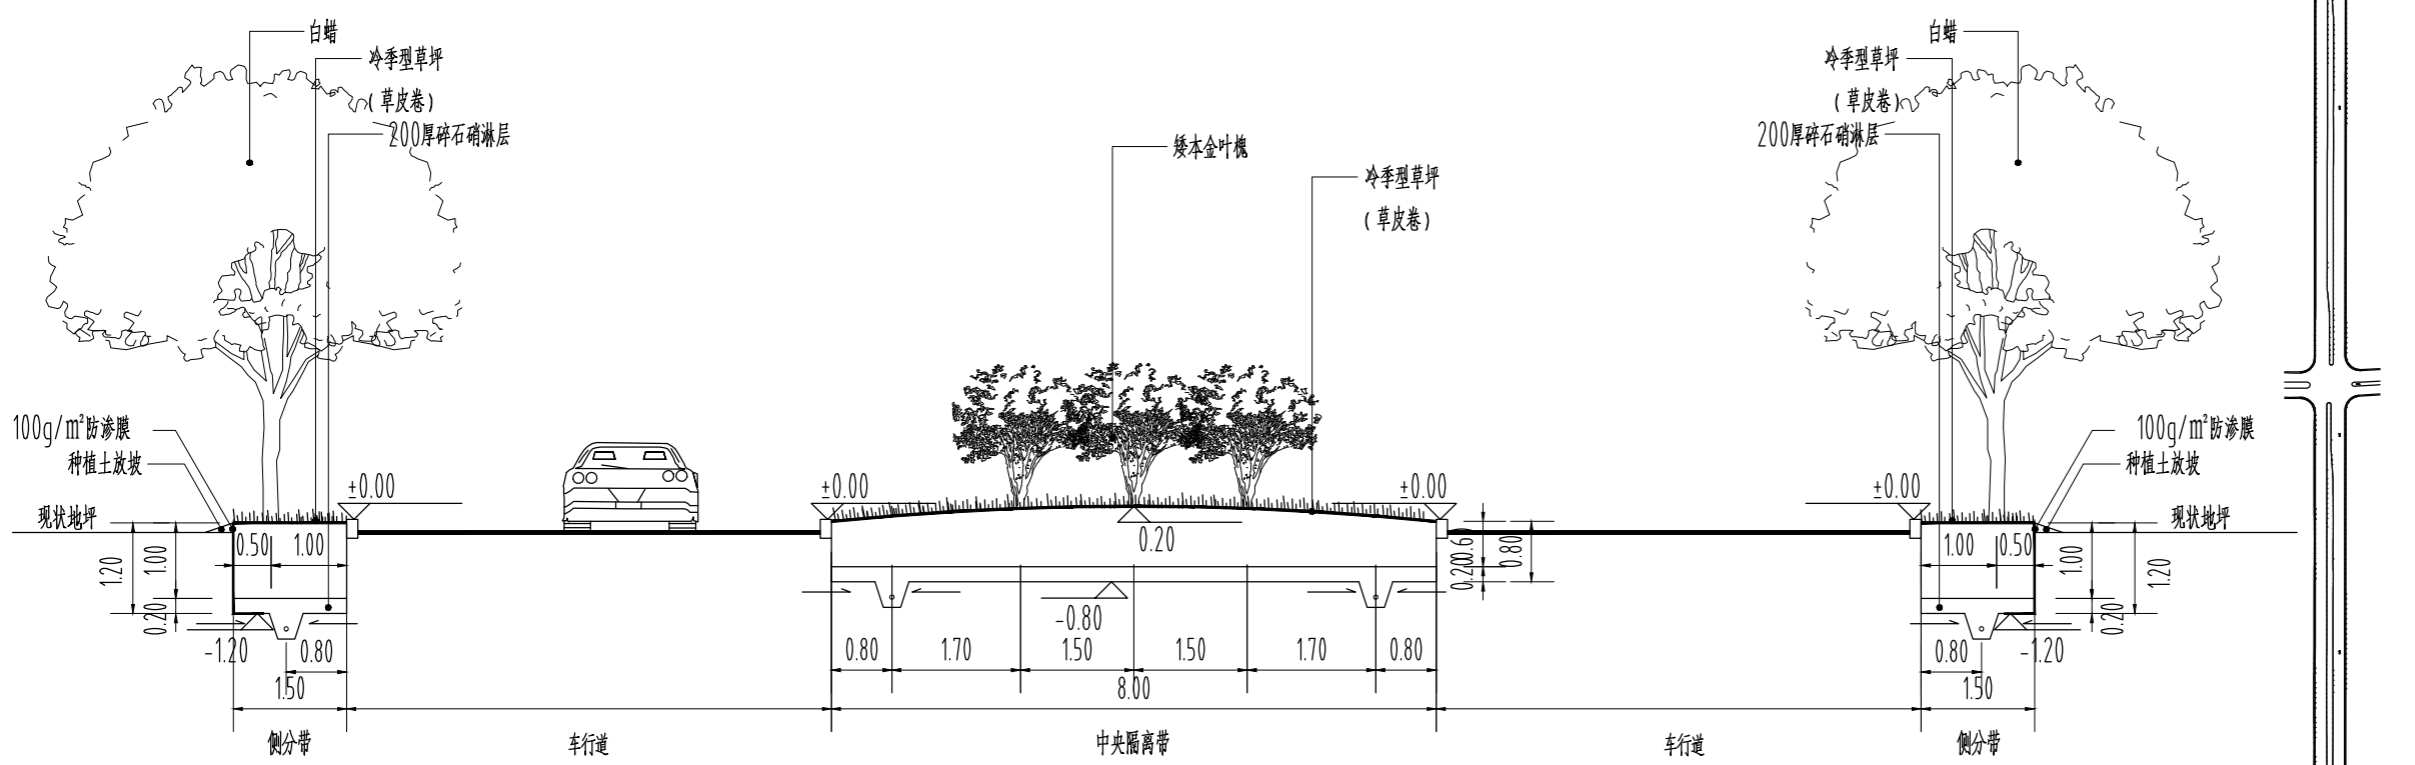 白蜡
冷季型草坪
(草皮卷)
200厚碎石硝淋层
矮本金叶槐
冷季型草坪
(草皮卷)
白蜡
冷季型草坪
(草皮卷)
200厚碎石硝淋层
100g/m²防渗膜
种植土放坡
现状地坪
±0.00
±0.00
±0.00
±0.00
100g/m²防渗膜
种植土放坡
现状地坪
0.50
1.00
1.20
1.00
0.20
-1.20
0.80
1.50
0.20
0.20
0.6
0.80
-0.80
0.80
1.70
1.50
1.50
1.70
0.80
8.00
1.00
0.50
1.00
1.20
0.20
0.80
-1.20
1.50
侧分带
车行道
中央隔离带
车行道
侧分带